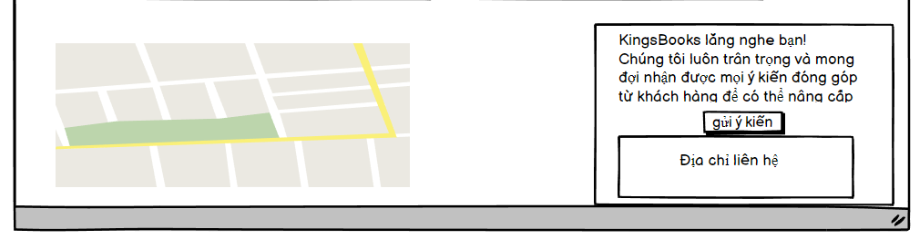 KingsBooks lắng nghe bạn!
Chúng tôi luôn trân trọng và mong
đợi nhận được mọi ý kiến đóng góp
từ khách hàng để có thể nâng cấp
gửi ý kiến
Địa chỉ liên hệ